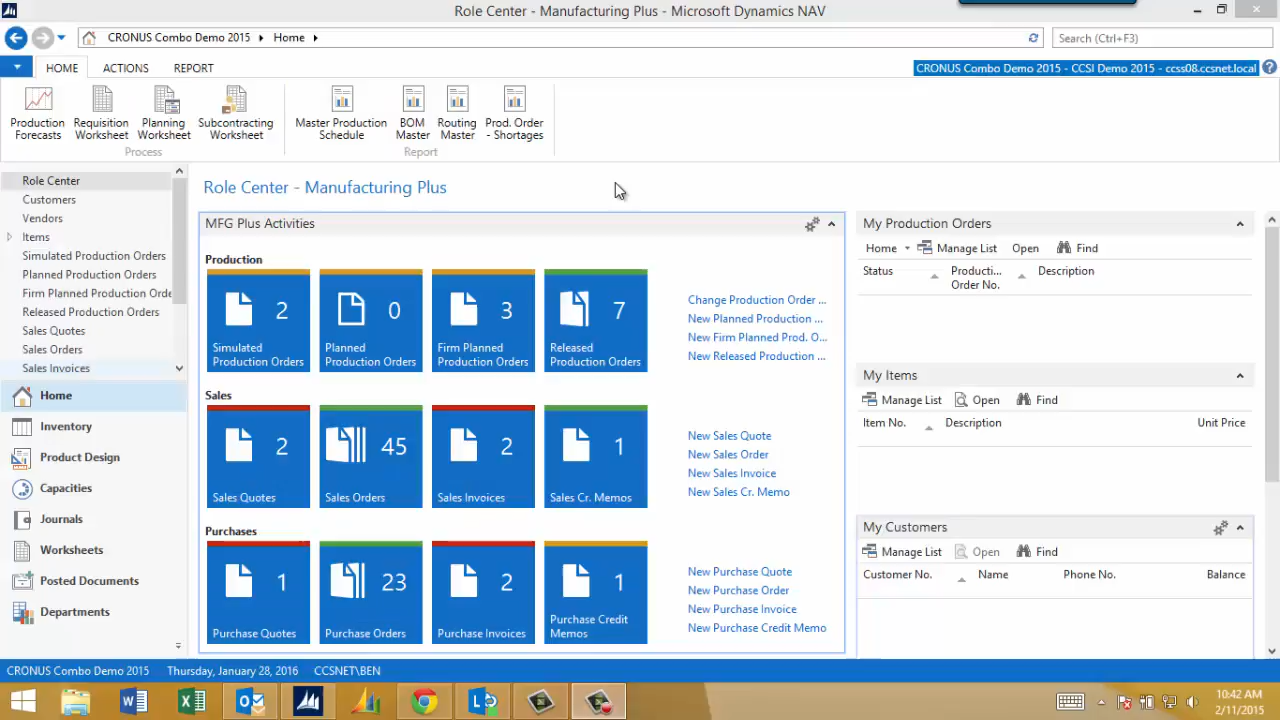 Role Center - Manufacturing Plus - Microsoft Dynamics NAV
CRONUS Combo Demo 2015 Home
Search (Ctrl+F3)
HOME ACTIONS REPORT
CRONUS Combo Demo 2015 - CCSI Demo 2015 - ccss08.ccsnet.local
Production Forecasts
Requisition Worksheet
Planning Worksheet
Subcontracting Worksheet
Process
Master Production Schedule
BOM Master
Routing Master
Prod. Order - Shortages
Report
Role Center
Customers
Vendors
Items
Simulated Production Orders
Planned Production Orders
Firm Planned Production Orde
Released Production Orders
Sales Quotes
Sales Orders
Sales Invoices
Home
Inventory
Product Design
Capacities
Journals
Worksheets
Posted Documents
Departments
Role Center - Manufacturing Plus
MFG Plus Activities
Production
2
Simulated
Production Orders
0
Planned
Production Orders
3
Firm Planned
Production Orders
7
Released
Production Orders
Change Production Order ...
New Planned Production ...
New Firm Planned Prod. O...
New Released Production ...
Sales
2
Sales Quotes
45
Sales Orders
2
Sales Invoices
1
Sales Cr. Memos
New Sales Quote
New Sales Order
New Sales Invoice
New Sales Cr. Memo
Purchases
1
Purchase Quotes
23
Purchase Orders
2
Purchase Invoices
1
Purchase Credit
Memos
New Purchase Quote
New Purchase Order
New Purchase Invoice
New Purchase Credit Memo
My Production Orders
Home Manage List Open Find
Status Producti... Order No. Description
My Items
Manage List Open Find
Item No. Description Unit Price
My Customers
Manage List Open Find
Customer No. Name Phone No. Balance
CRONUS Combo Demo 2015 Thursday, January 28, 2016 CCSNET\BEN
10:42 AM
2/11/2015